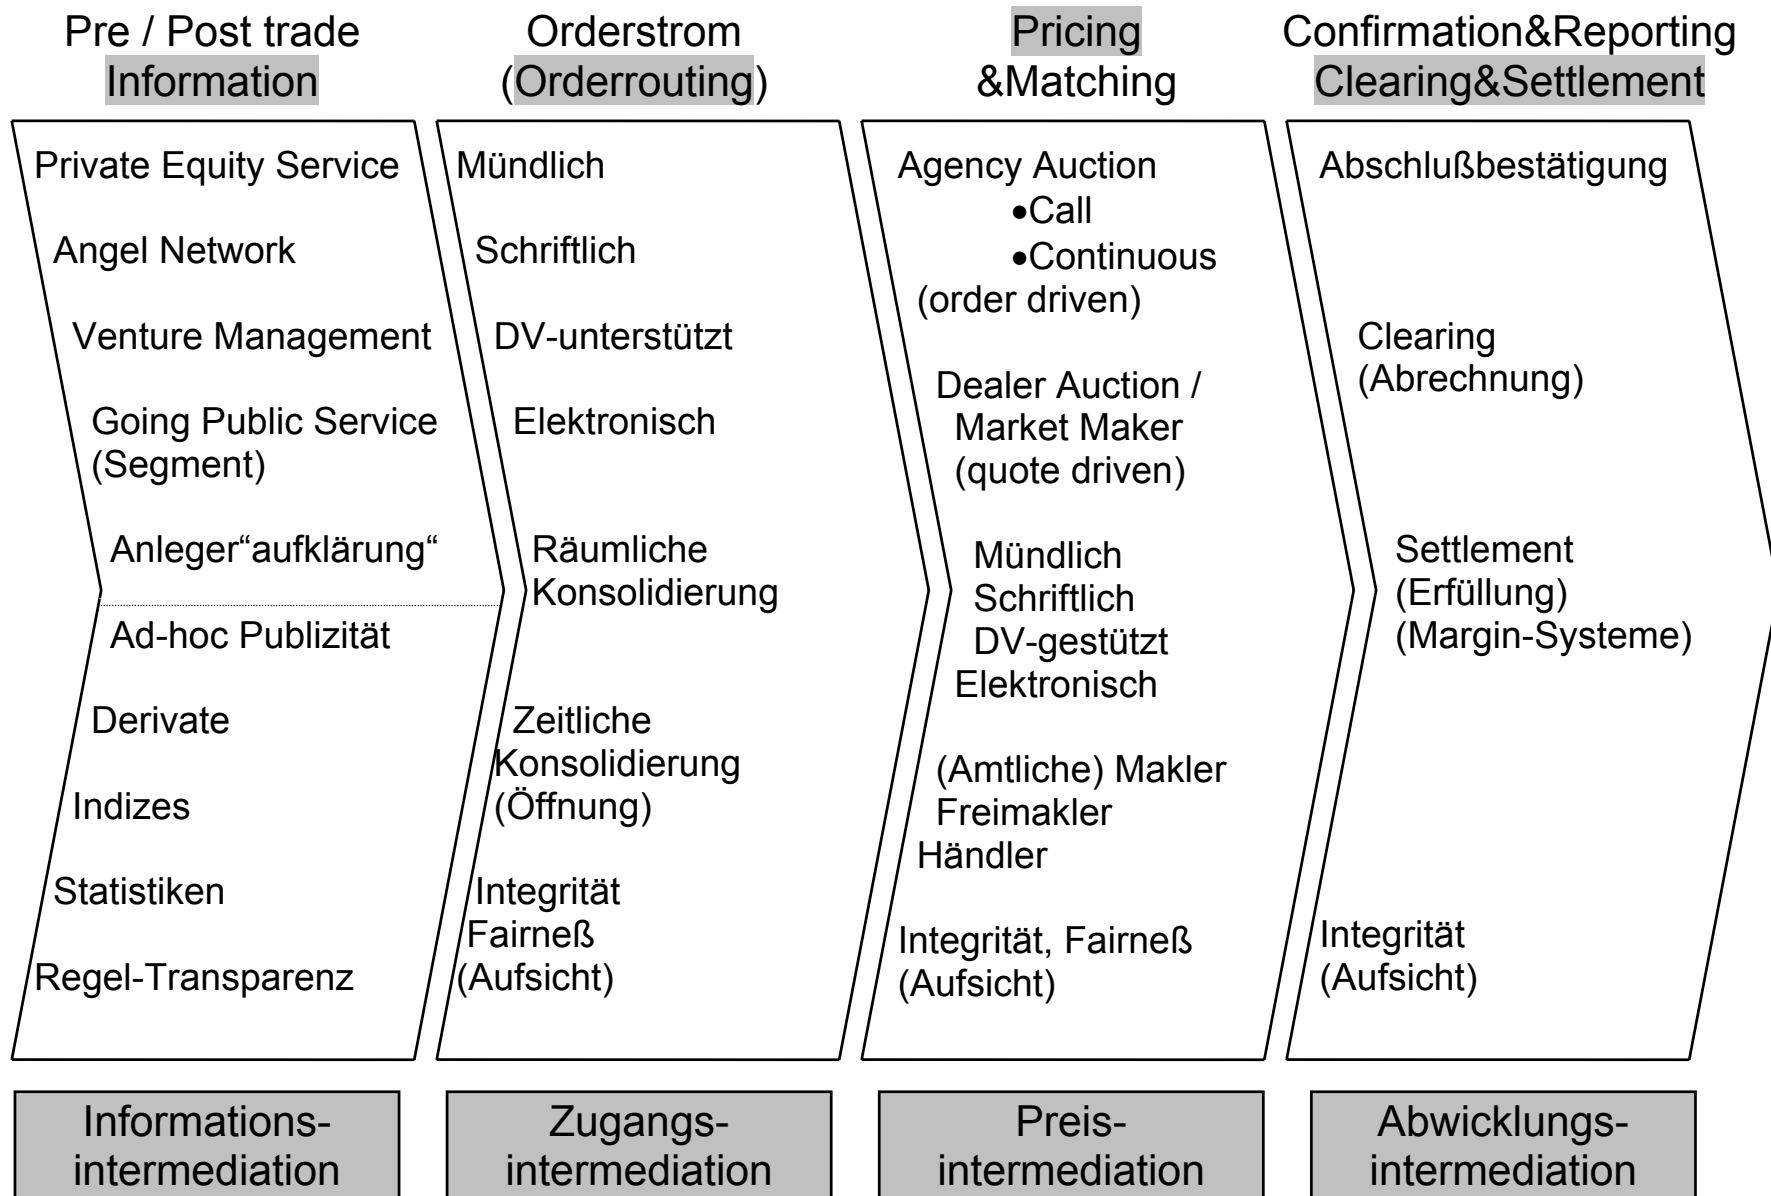 Pre / Post trade
Information
Orderstrom
(Orderrouting)
Pricing
&Matching
Confirmation&Reporting
Clearing&Settlement
Private Equity Service
Angel Network
Venture Management
Going Public Service
(Segment)
Anleger“aufklärung“
Ad-hoc Publizität
Derivate
Indizes
Statistiken
Regel-Transparenz
Mündlich
Schriftlich
DV-unterstützt
Elektronisch
Räumliche
Konsolidierung
Zeitliche
Konsolidierung
(Öffnung)
Integrität
Fairneß
(Aufsicht)
Agency Auction
•Call
•Continuous
(order driven)
Dealer Auction /
Market Maker
(quote driven)
Mündlich
Schriftlich
DV-gestützt
Elektronisch
(Amtliche) Makler
Freimakler
Händler
Integrität, Fairneß
(Aufsicht)
Abschlußbestätigung
Clearing
(Abrechnung)
Settlement
(Erfüllung)
(Margin-Systeme)
Integrität
(Aufsicht)
Informations-
intermediation
Zugangs-
intermediation
Preis-
intermediation
Abwicklungs-
intermediation